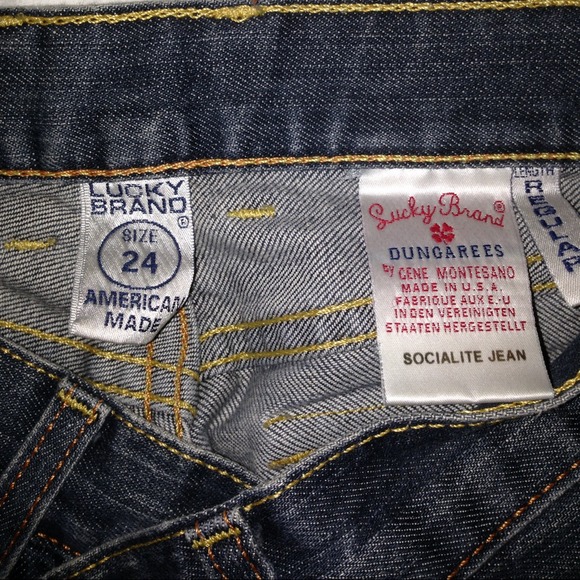 LUCKY
BRAND®
SIZE
24
AMERICAN
MADE
Lucky Brand®
DUNGAREES
BY GENE MONTESANO
MADE IN U.S.A.
FABRIQUE AUX E.-U
IN DEN VEREINIGTEN
STAATEN HERGESTELLT
SOCIALITE JEAN
LENGTH
REGULAR